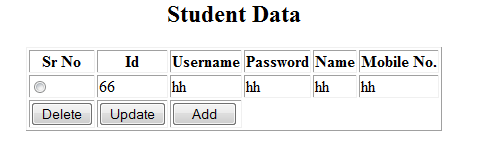 Student Data
Sr No Id Username Password Name Mobile No.
66 hh hh hh hh
Delete Update Add